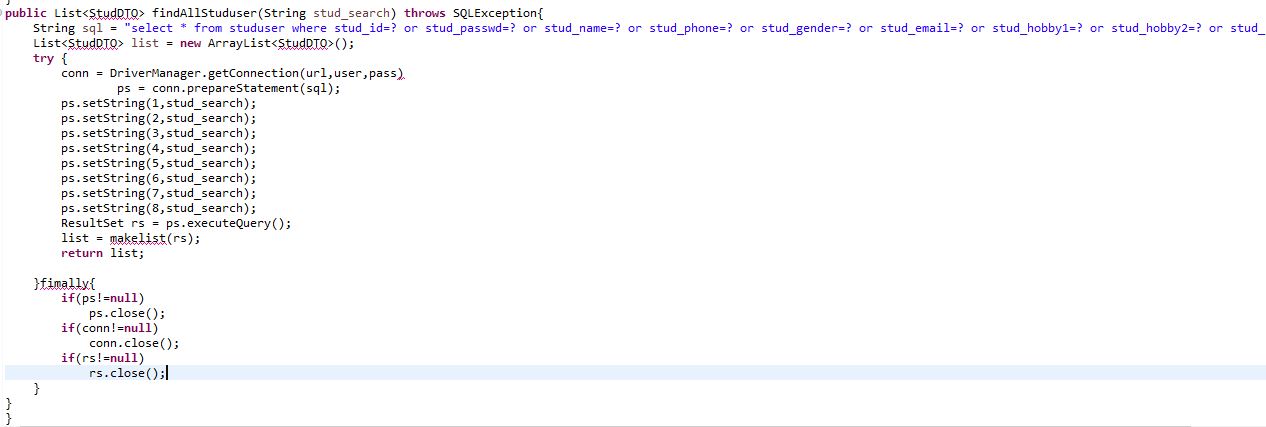 public List<StudDTO> findAllStuduser(String stud_search) throws SQLException{
    String sql = "select * from studuser where stud_id=? or stud_passwd=? or stud_name=? or stud_phone=? or stud_gender=? or stud_email=? or stud_hobby1=? or stud_hobby2=? or stud_
    List<StudDTO> list = new ArrayList<StudDTO>();
    try {
        conn = DriverManager.getConnection(url,user,pass)
                ps = conn.prepareStatement(sql);
        ps.setString(1,stud_search);
        ps.setString(2,stud_search);
        ps.setString(3,stud_search);
        ps.setString(4,stud_search);
        ps.setString(5,stud_search);
        ps.setString(6,stud_search);
        ps.setString(7,stud_search);
        ps.setString(8,stud_search);
        ResultSet rs = ps.executeQuery();
        list = makelist(rs);
        return list;

    }fimally{
        if(ps!=null)
            ps.close();
        if(conn!=null)
            conn.close();
        if(rs!=null)
            rs.close();
    }
}
}